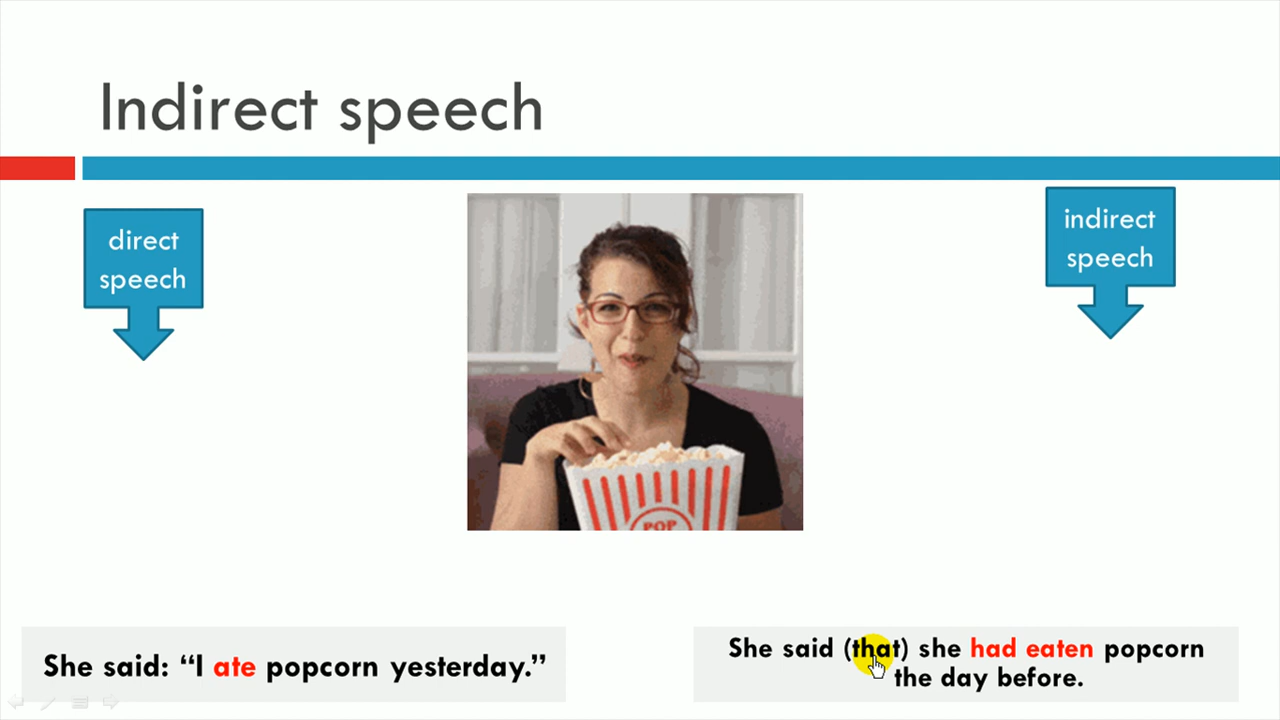 Indirect speech
direct
speech
indirect
speech
POP
She said: “I ate popcorn yesterday.”
She said (that) she had eaten popcorn
the day before.